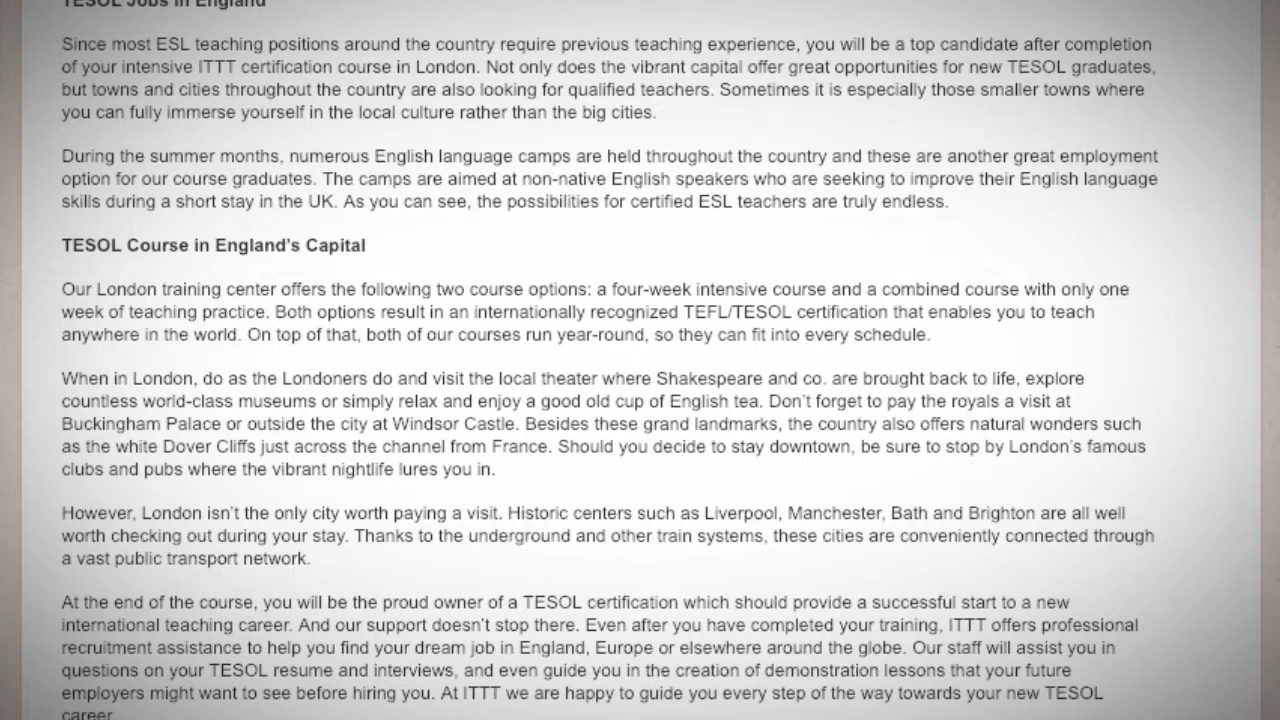 TESOL Jobs in England
Since most ESL teaching positions around the country require previous teaching experience, you will be a top candidate after completion
of your intensive ITTT certification course in London. Not only does the vibrant capital offer great opportunities for new TESOL graduates,
but towns and cities throughout the country are also looking for qualified teachers. Sometimes it is especially those smaller towns where
you can fully immerse yourself in the local culture rather than the big cities.
During the summer months, numerous English language camps are held throughout the country and these are another great employment
option for our course graduates. The camps are aimed at non-native English speakers who are seeking to improve their English language
skills during a short stay in the UK. As you can see, the possibilities for certified ESL teachers are truly endless.
TESOL Course in England's Capital
Our London training center offers the following two course options: a four-week intensive course and a combined course with only one
week of teaching practice. Both options result in an internationally recognized TEFL/TESOL certification that enables you to teach
anywhere in the world. On top of that, both of our courses run year-round, so they can fit into every schedule.
When in London, do as the Londoners do and visit the local theater where Shakespeare and co. are brought back to life, explore
countless world-class museums or simply relax and enjoy a good old cup of English tea. Don't forget to pay the royals a visit at
Buckingham Palace or outside the city at Windsor Castle. Besides these grand landmarks, the country also offers natural wonders such
as the white Dover Cliffs just across the channel from France. Should you decide to stay downtown, be sure to stop by London's famous
clubs and pubs where the vibrant nightlife lures you in.
However, London isn't the only city worth paying a visit. Historic centers such as Liverpool, Manchester, Bath and Brighton are all well
worth checking out during your stay. Thanks to the underground and other train systems, these cities are conveniently connected through
a vast public transport network.
At the end of the course, you will be the proud owner of a TESOL certification which should provide a successful start to a new
international teaching career. And our support doesn't stop there. Even after you have completed your training, ITTT offers professional
recruitment assistance to help you find your dream job in England, Europe or elsewhere around the globe. Our staff will assist you in
questions on your TESOL resume and interviews, and even guide you in the creation of demonstration lessons that your future
employers might want to see before hiring you. At ITTT we are happy to guide you every step of the way towards your new TESOL
career.